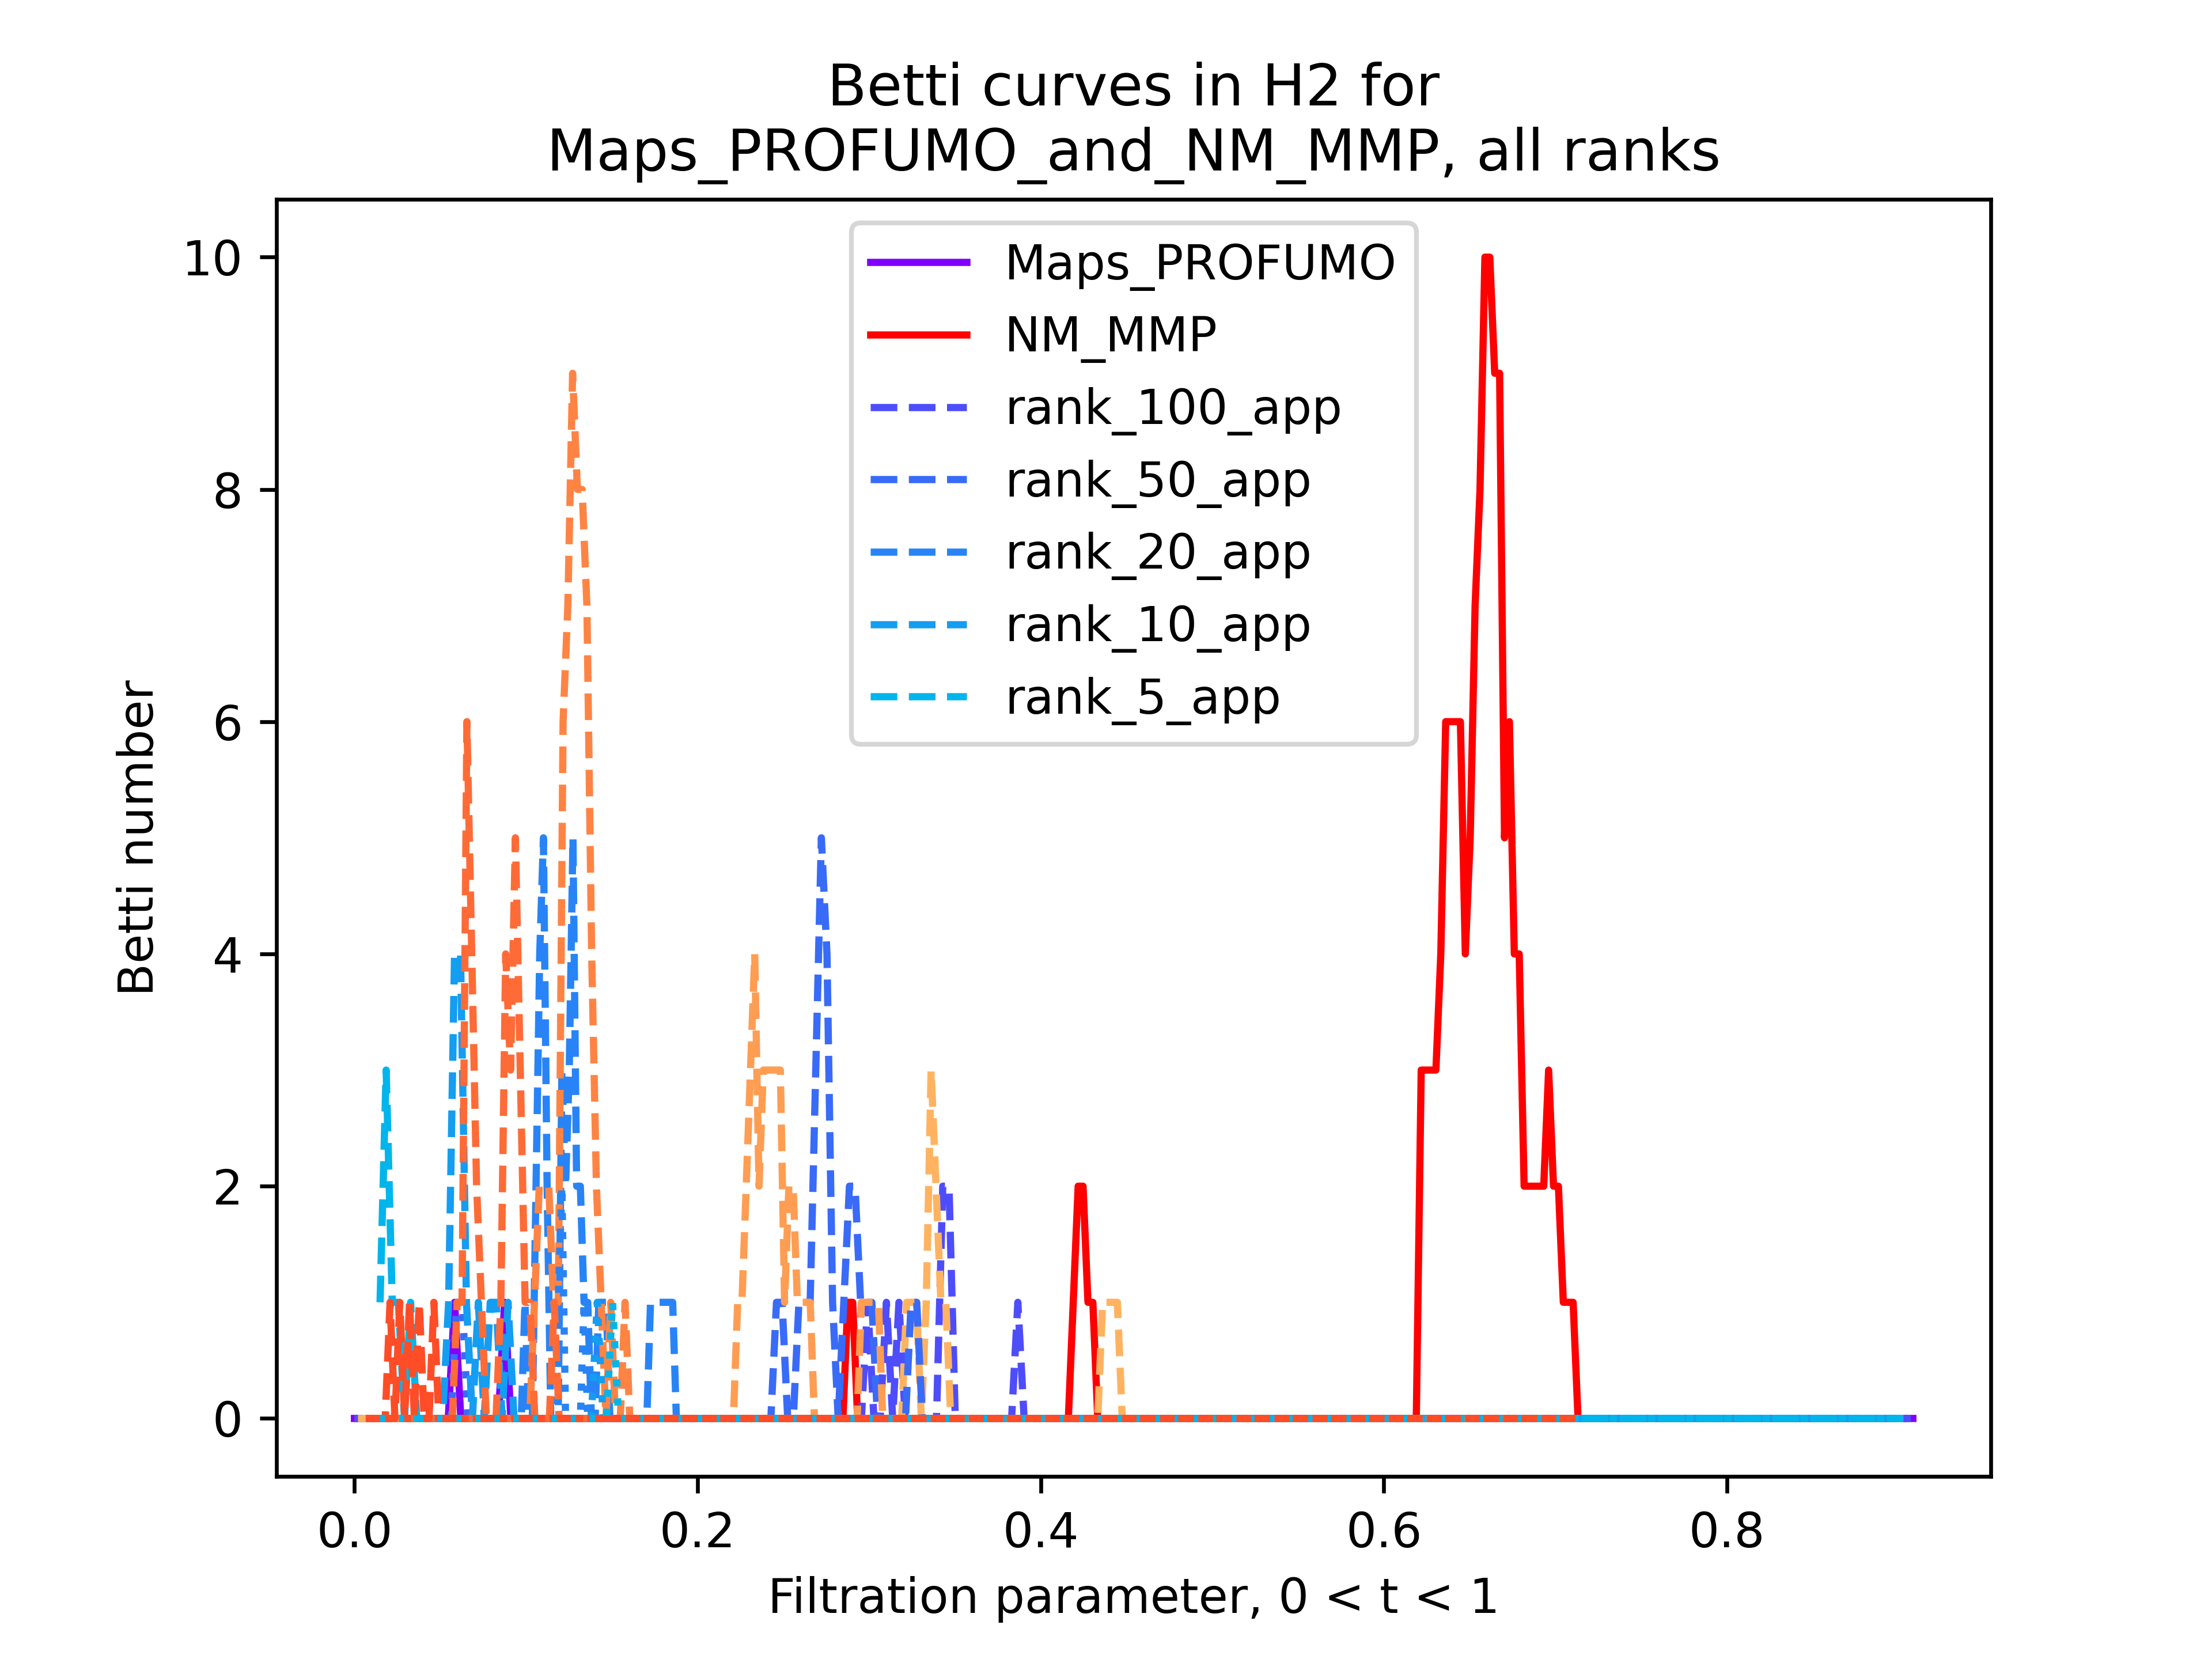 Betti curves in H2 for
Maps_PROFUMO_and_NM_MMP, all ranks
Maps_PROFUMO
NM_MMP
rank_100_app
rank_50_app
rank_20_app
rank_10_app
rank_5_app
Betti number
10
8
6
4
2
0
0.0 0.2 0.4 0.6 0.8
Filtration parameter, 0 < t < 1